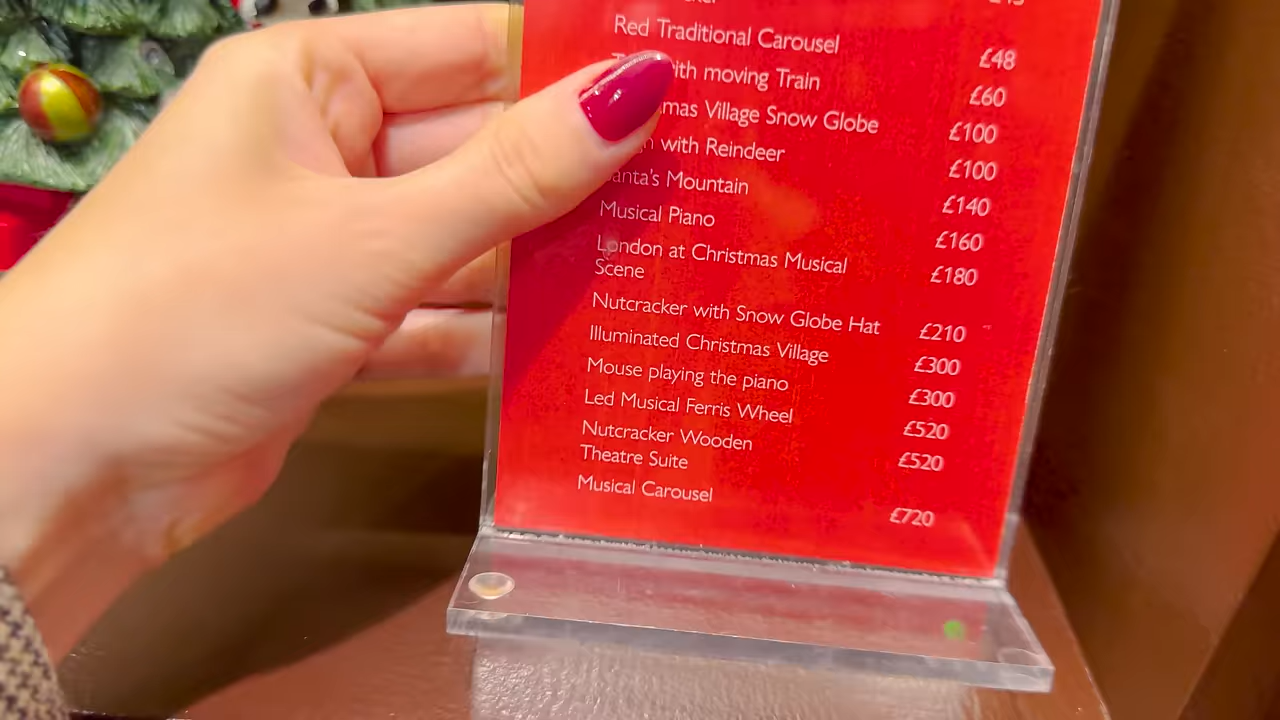 Red Traditional Carousel £48
with moving Train £60
Village Snow Globe £100
with Reindeer £100
Santa's Mountain £140
Musical Piano £160
London at Christmas Musical £180
Scene
Nutcracker with Snow Globe Hat £210
Illuminated Christmas Village £300
Mouse playing the piano £300
Led Musical Ferris Wheel £520
Nutcracker Wooden £520
Theatre Suite
Musical Carousel £720